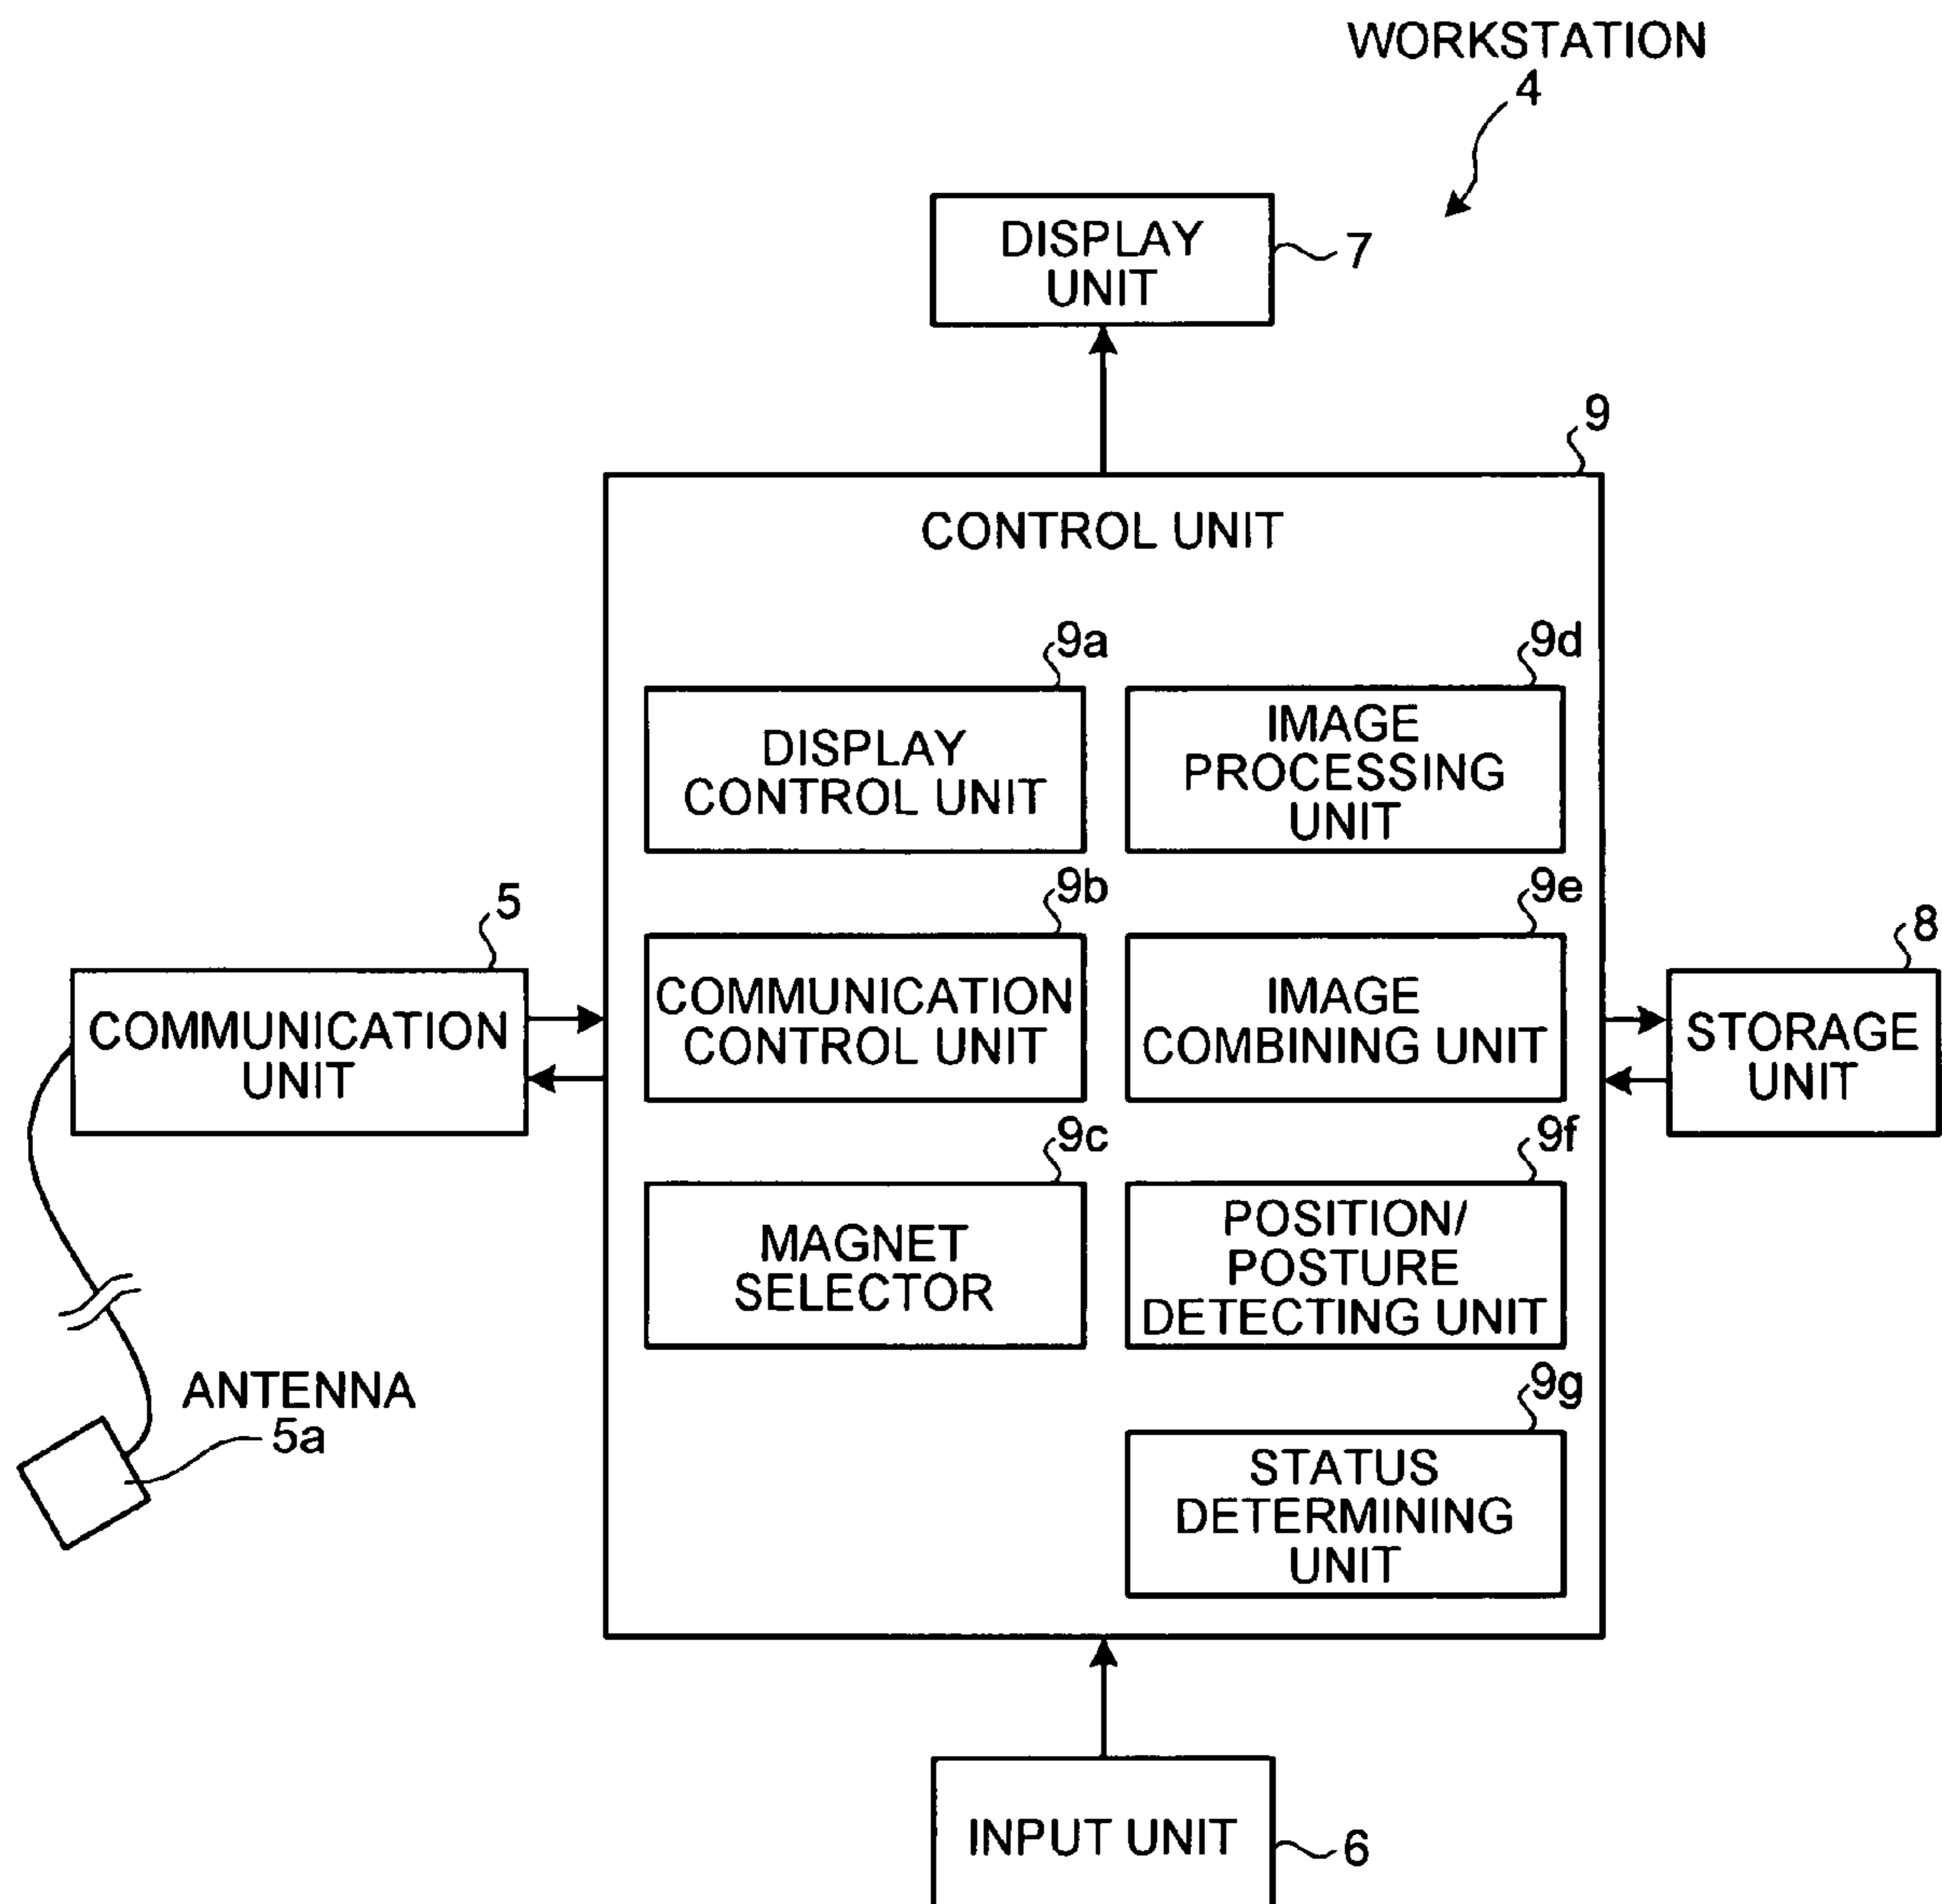 WORKSTATION
4
DISPLAY
UNIT
7
9
CONTROL UNIT
9a
DISPLAY
CONTROL UNIT
9d
IMAGE
PROCESSING
UNIT
9b
COMMUNICATION
CONTROL UNIT
9e
IMAGE
COMBINING UNIT
5
COMMUNICATION
UNIT
8
STORAGE
UNIT
9c
MAGNET
SELECTOR
9f
POSITION/
POSTURE
DETECTING UNIT
ANTENNA
5a
9g
STATUS
DETERMINING
UNIT
INPUT UNIT
6